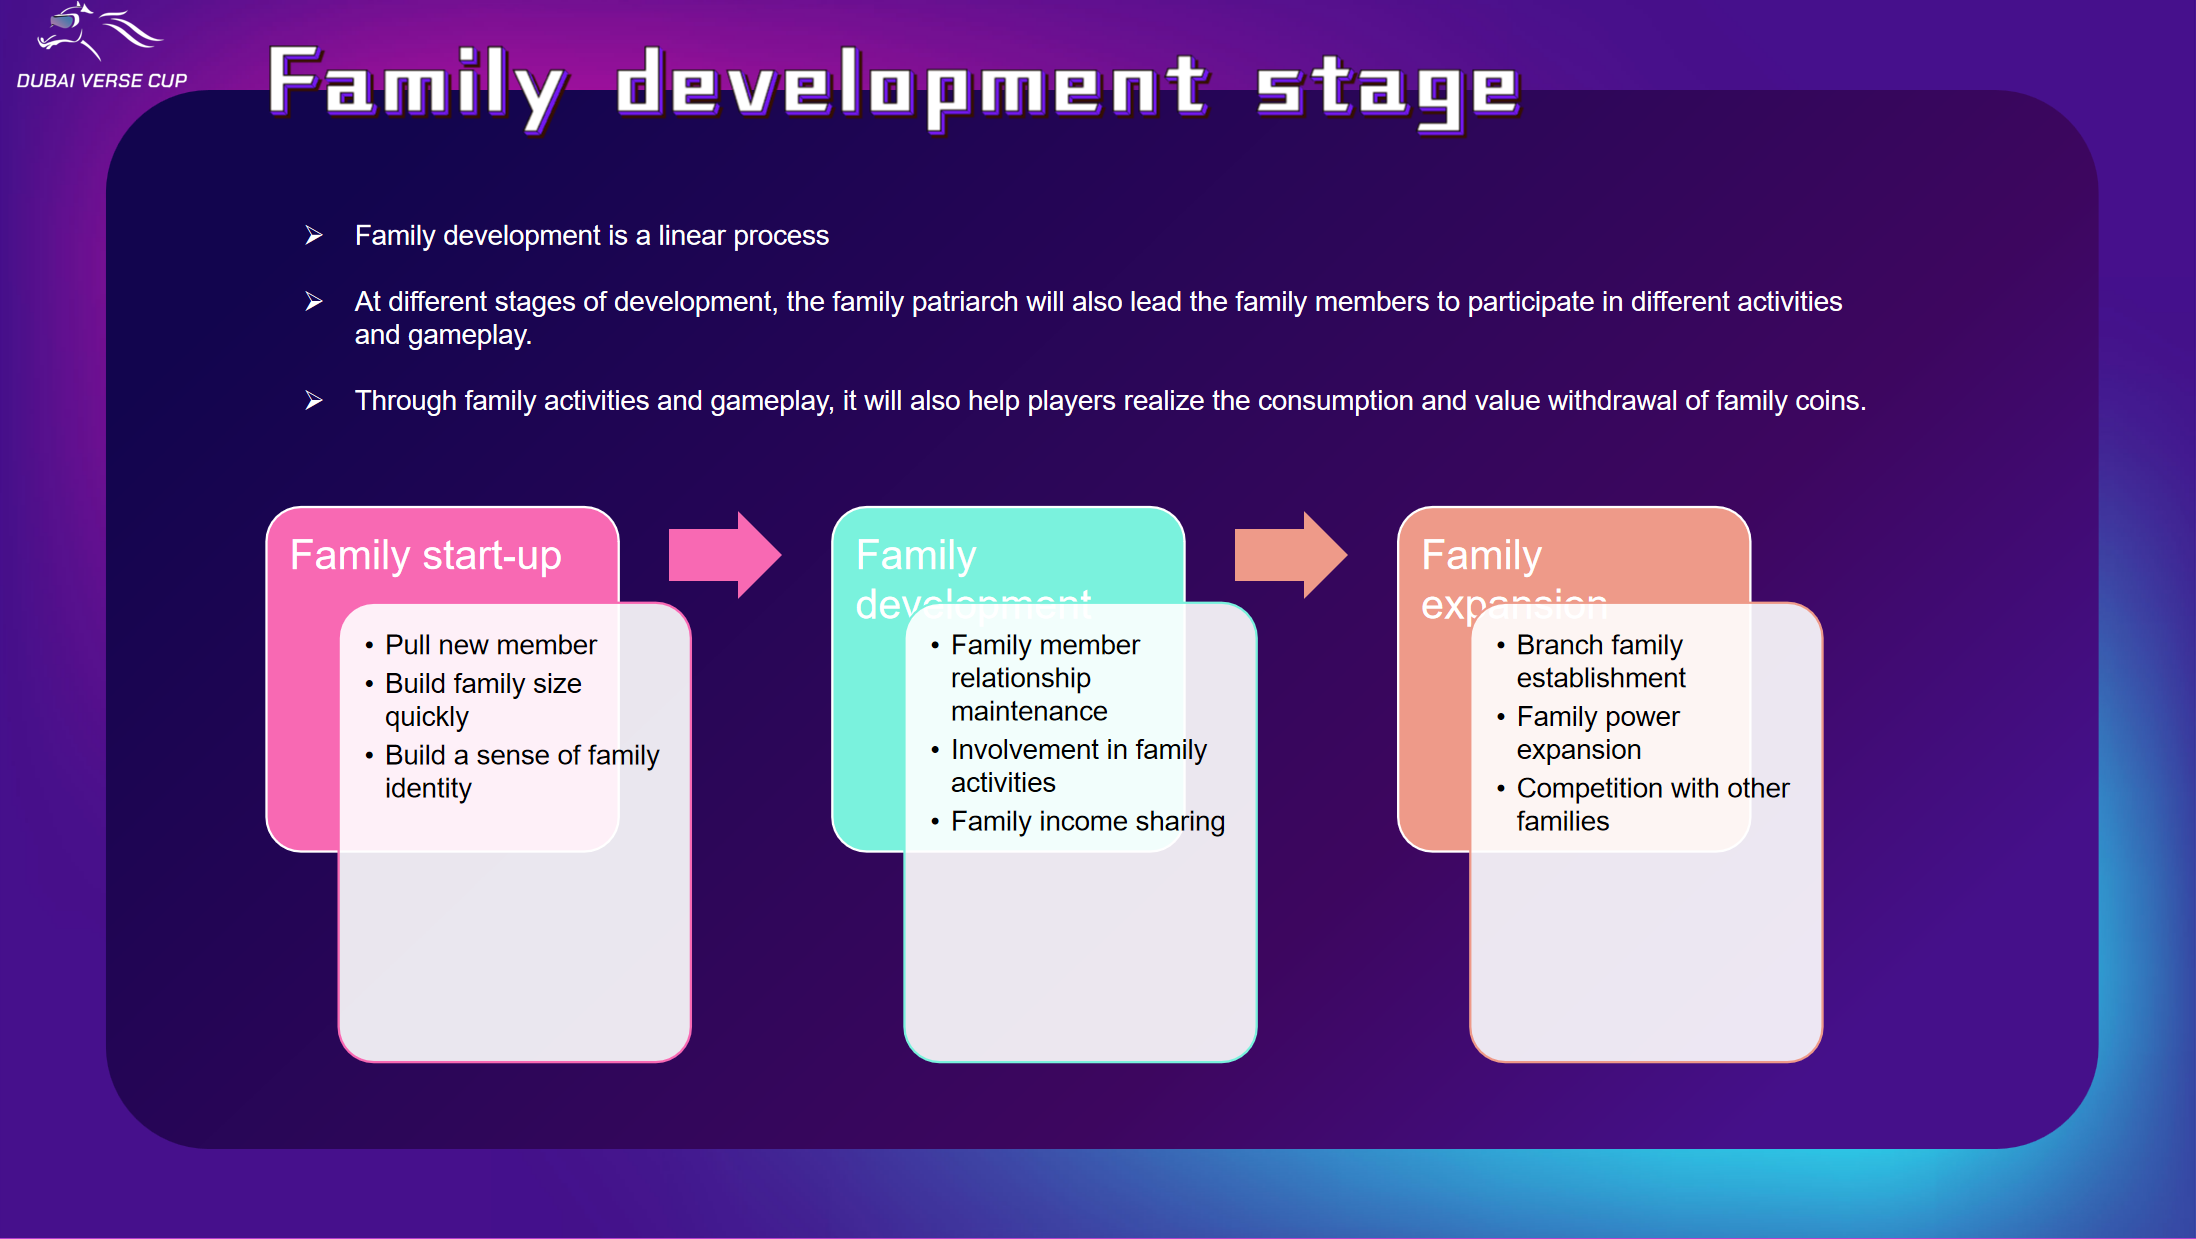 DUBAI VERSE CUP
Family development stage
Family development is a linear process
At different stages of development, the family patriarch will also lead the family members to participate in different activities
and gameplay.
Through family activities and gameplay, it will also help players realize the consumption and value withdrawal of family coins.
Family start-up
• Pull new member
• Build family size
quickly
• Build a sense of family
identity
Family
development
• Family member
relationship
maintenance
• Involvement in family
activities
• Family income sharing
Family
expansion
• Branch family
establishment
• Family power
expansion
• Competition with other
families